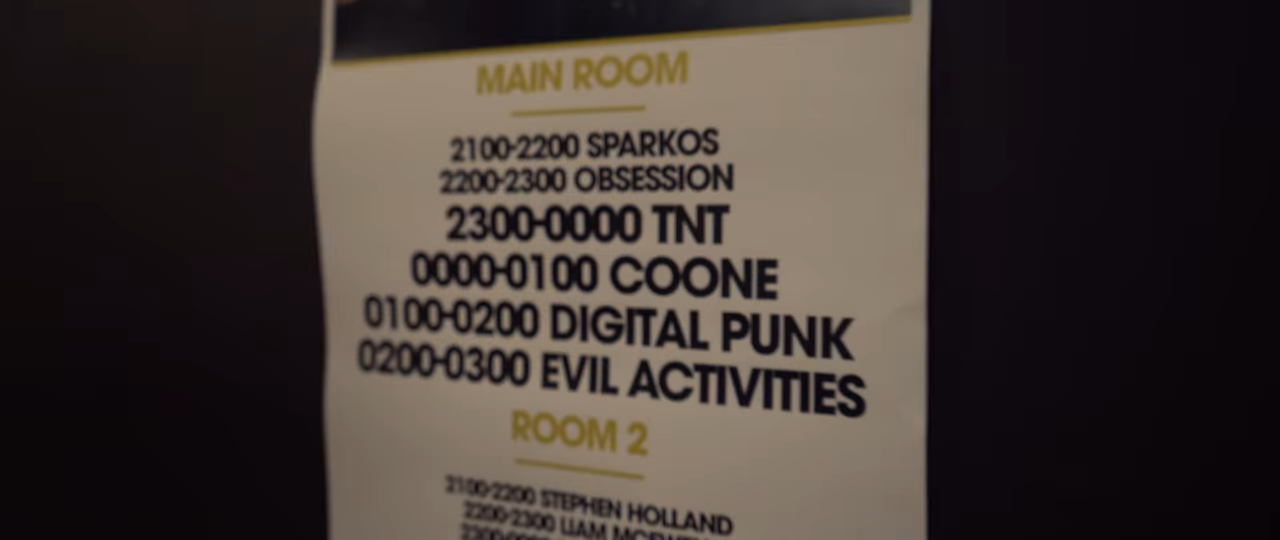 MAIN ROOM
2100-2200 SPARKOS
2200-2300 OBSESSION
2300-0000 TNT
0000-0100 COONE
0100-0200 DIGITAL PUNK
0200-0300 EVIL ACTIVITIES
ROOM 2
2100-2200 STEPHEN HOLLAND
2200-2300 LIAM